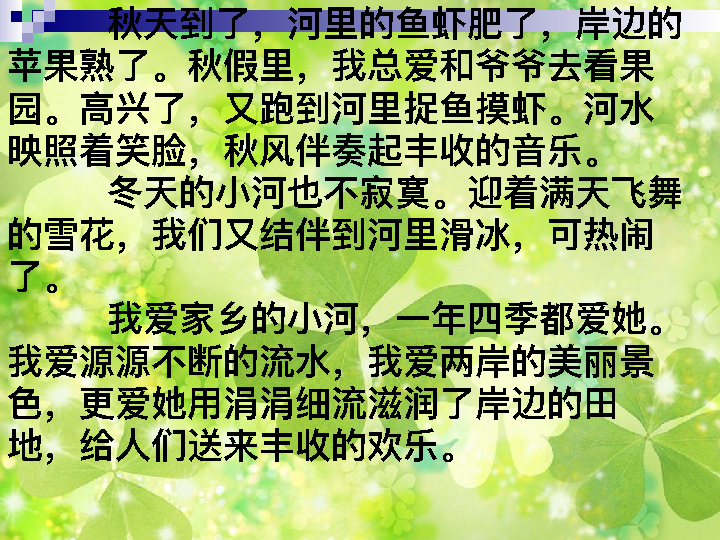 秋天到了，河里的鱼虾肥了，岸边的
苹果熟了。秋假里，我总爱和爷爷去看果
园。高兴了，又跑到河里捉鱼摸虾。河水
映照着笑脸，秋风伴奏起丰收的音乐。
冬天的小河也不寂寞。迎着满天飞舞
的雪花，我们又结伴到河里滑冰，可热闹
了。
我爱家乡的小河，一年四季都爱她。
我爱源源不断的流水，我爱两岸的美丽景
色，更爱她用涓涓细流滋润了岸边的田
地，给人们送来丰收的欢乐。